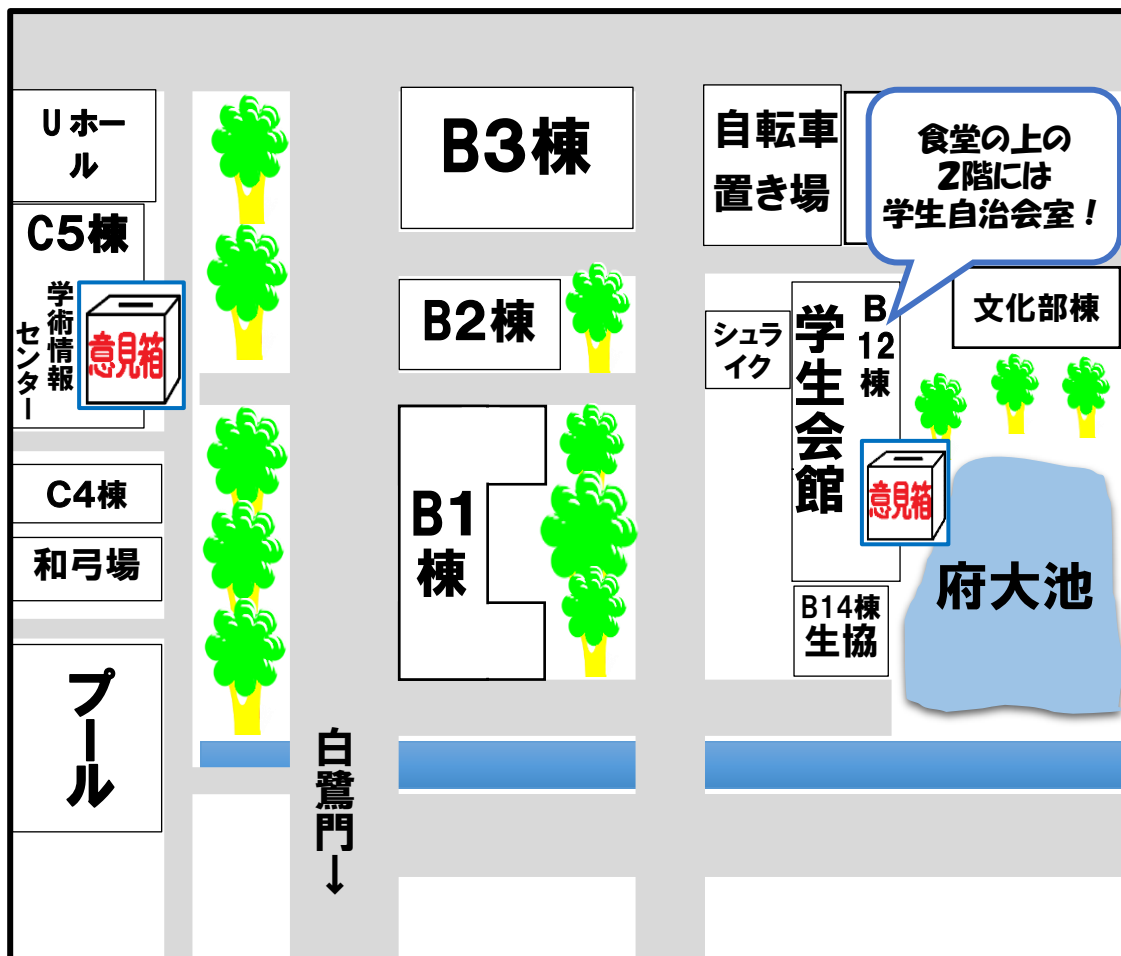 Uホー
ル
C5棟
学術情報
センター
意見箱
C4棟
和弓場
プール
白鷺門↓
B3棟
B2棟
B1
棟
自転車
置き場
食堂の上の
2階には
学生自治会室!
シュラ
イク
学生会館
B12棟
意見箱
文化部棟
B14棟
生協
府大池